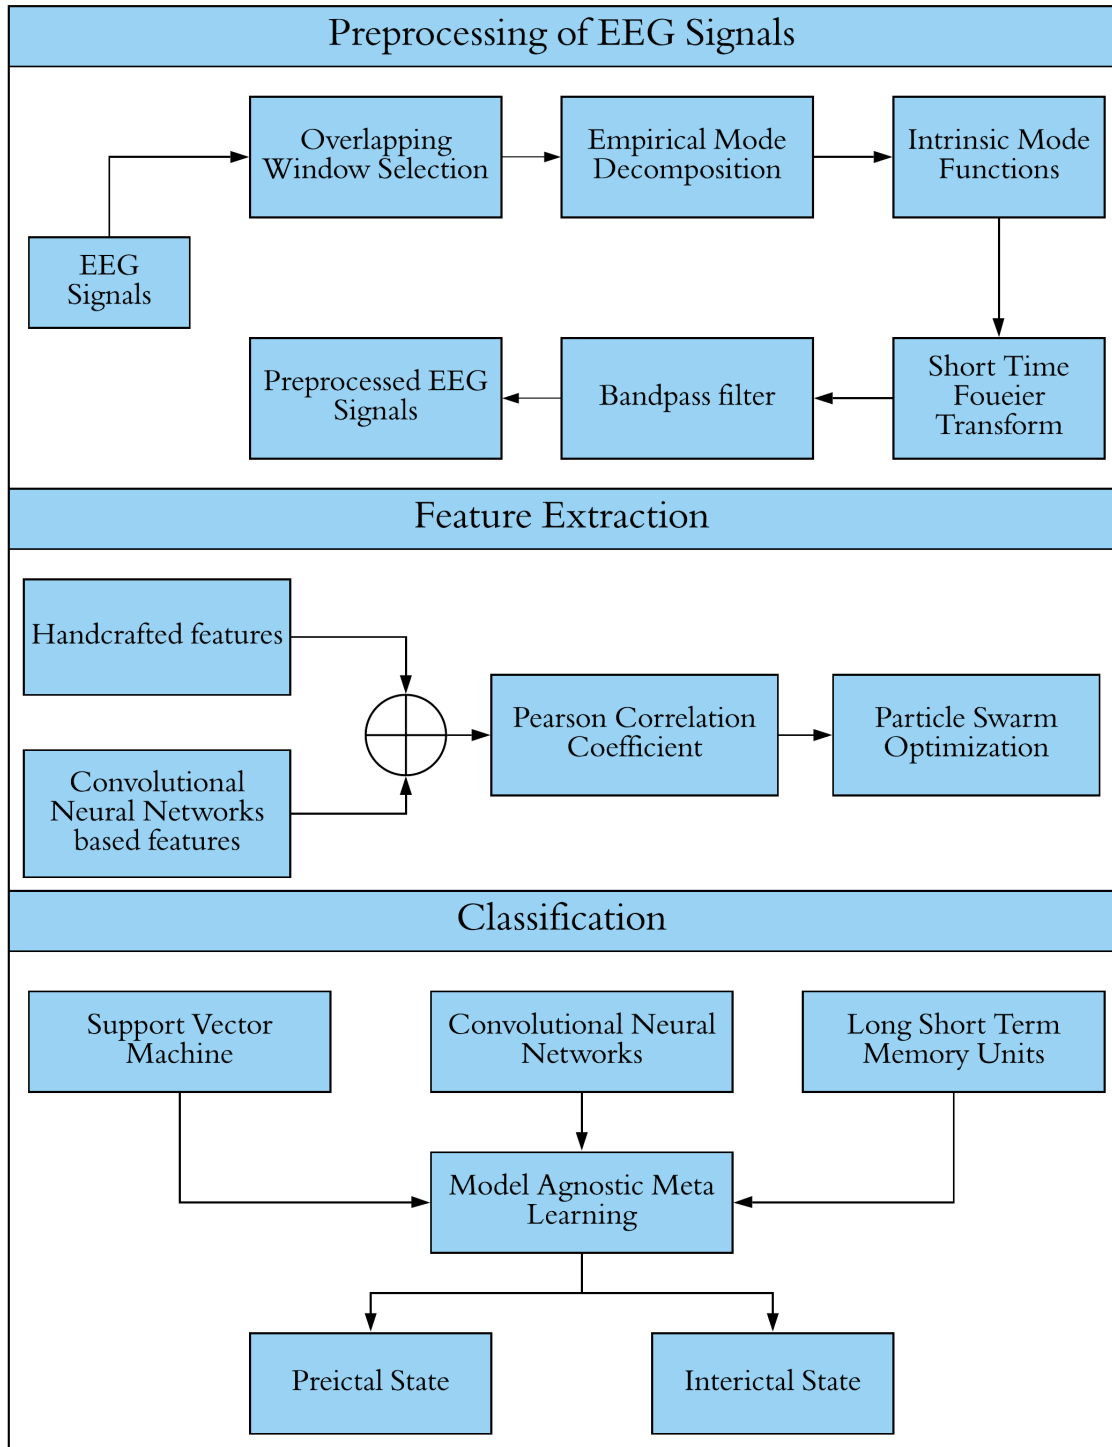 Preprocessing of EEG Signals
Overlapping
Window Selection
Empirical Mode
Decomposition
Intrinsic Mode
Functions
EEG
Signals
Preprocessed EEG
Signals
Bandpass filter
Short Time
Foueier
Transform
Feature Extraction
Handcrafted features
Convolutional
Neural Networks
based features
Pearson Correlation
Coefficient
Particle Swarm
Optimization
Classification
Support Vector
Machine
Convolutional Neural
Networks
Long Short Term
Memory Units
Model Agnostic Meta
Learning
Preictal State
Interictal State